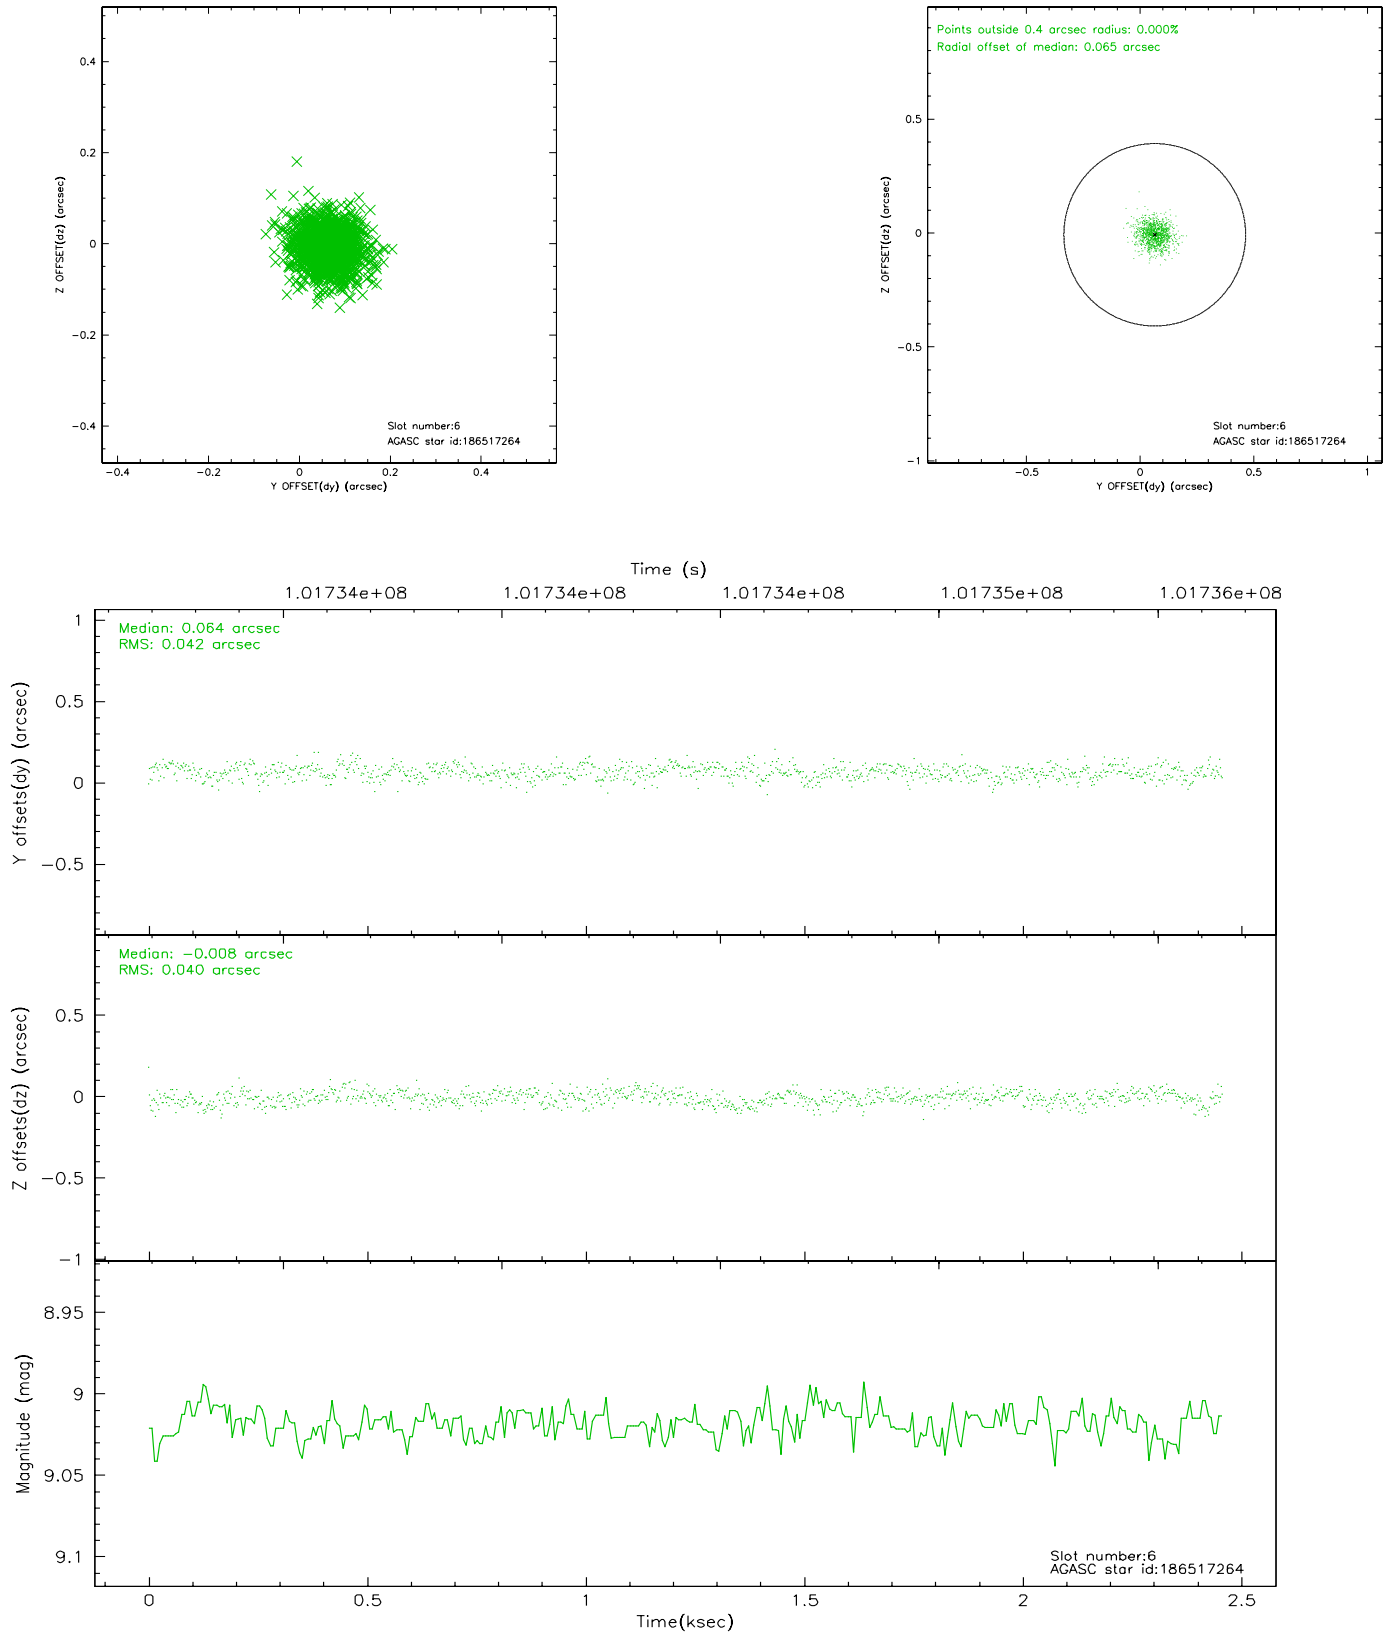 0.4
0.2
0
−0.2
−0.4
Z OFFSET(dz) (arcsec)
Slot number:6
AGASC star id:186517264
−0.4 −0.2 0 0.2 0.4
Y OFFSET(dy) (arcsec)
Points outside 0.4 arcsec radius: 0.000%
Radial offset of median: 0.065 arcsec
0.5
0
−0.5
−1
Z OFFSET(dz) (arcsec)
Slot number:6
AGASC star id:186517264
−0.5 0 0.5 1
Y OFFSET(dy) (arcsec)
Time (s)
1.01734e+08 1.01734e+08 1.01734e+08 1.01735e+08 1.01736e+08
Median: 0.064 arcsec
RMS: 0.042 arcsec
1
0.5
0
−0.5
Y offsets(dy) (arcsec)
Median: −0.008 arcsec
RMS: 0.040 arcsec
0.5
0
−0.5
−1
Z offsets(dz) (arcsec)
8.95
9
9.05
9.1
Magnitude (mag)
Slot number:6
AGASC star id:186517264
0 0.5 1 1.5 2 2.5
Time(ksec)